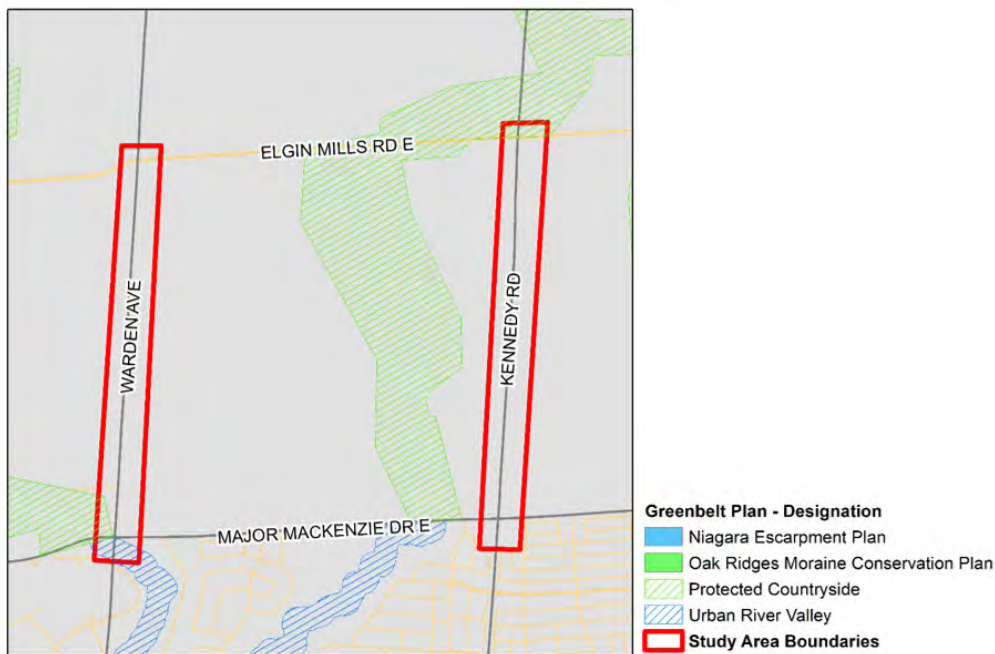 ELGIN MILLS RD E
WARDEN AVE
KENNEDY RD
MAJOR MACKENZIE DR E
Greenbelt Plan - Designation
Niagara Escarpment Plan
Oak Ridges Moraine Conservation Plan
Protected Countryside
Urban River Valley
Study Area Boundaries